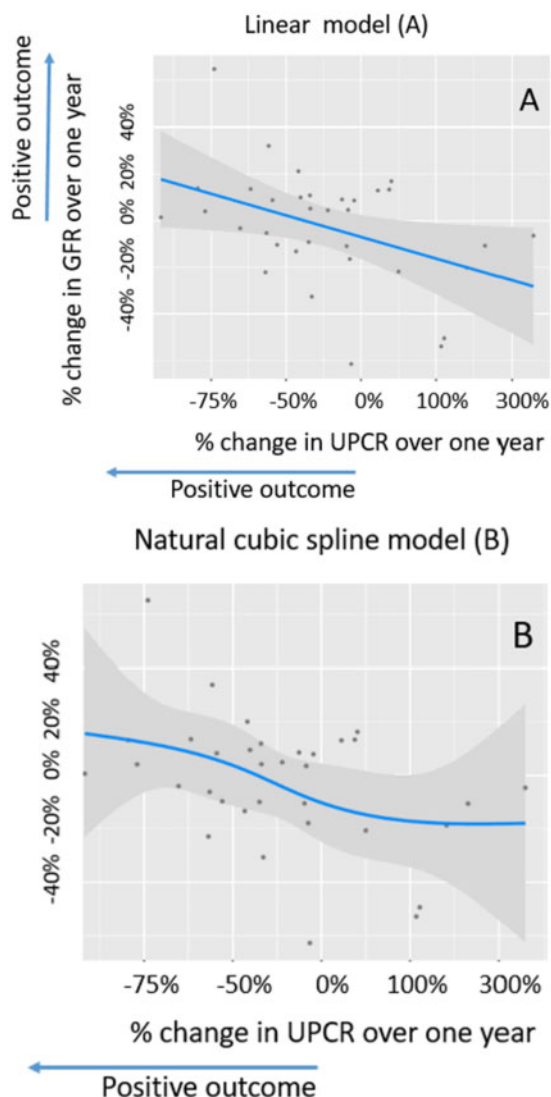 Linear model (A)
Positive outcome
% change in GFR over one year
40%
20%
0%
-20%
-40%
A
-75% -50% 0% 100% 300%
% change in UPCR over one year
Positive outcome
Natural cubic spline model (B)
40%
20%
0%
-20%
-40%
B
-75% -50% 0% 100% 300%
% change in UPCR over one year
Positive outcome